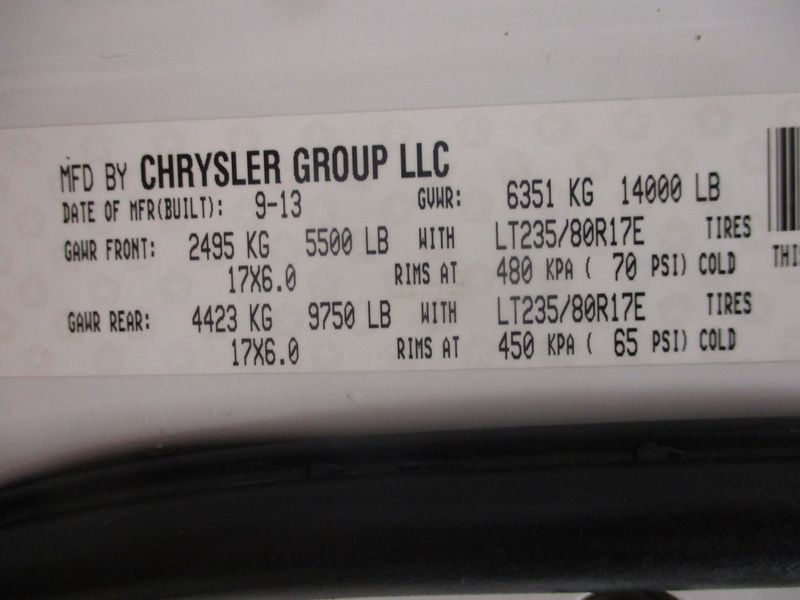 MFD BY CHRYSLER GROUP LLC
DATE OF MFR(BUILT): 9-13 GVWR: 6351 KG 14000 LB
GAWR FRONT: 2495 KG 5500 LB WITH LT235/80R17E TIRES
17X6.0 RIMS AT 480 KPA ( 70 PSI) COLD
GAWR REAR: 4423 KG 9750 LB WITH LT235/80R17E TIRES
17X6.0 RIMS AT 450 KPA ( 65 PSI) COLD